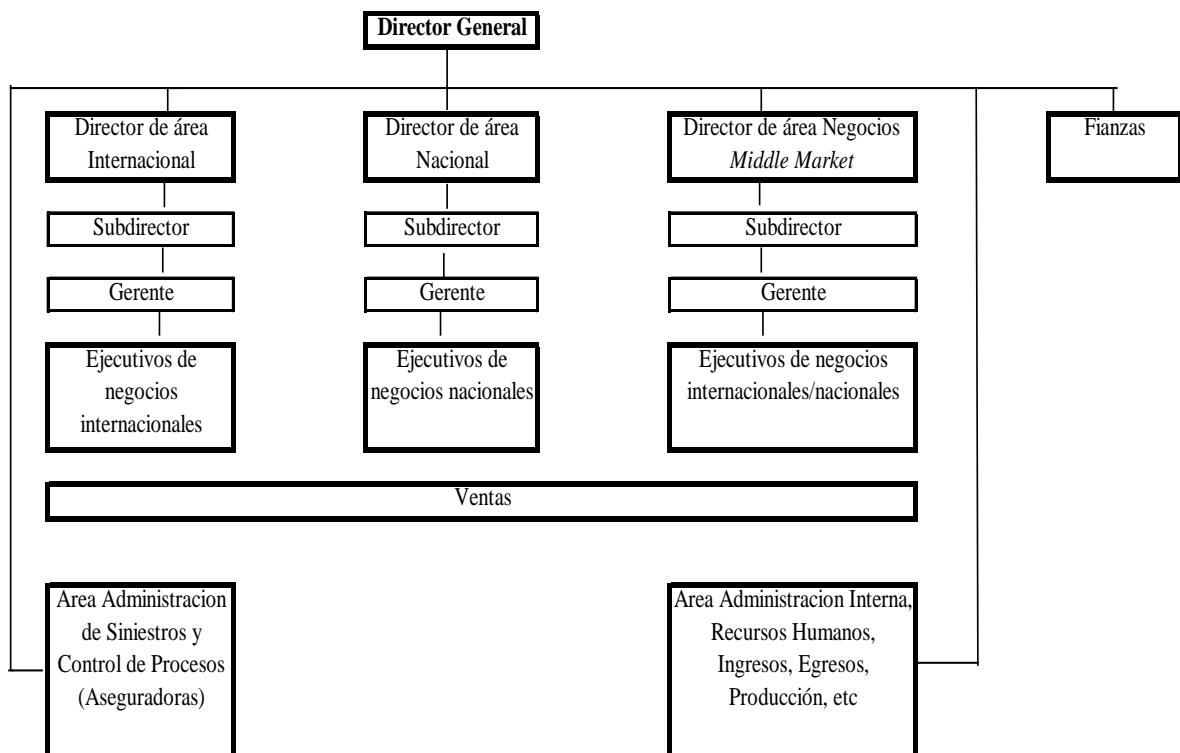 Director General
Director de área
Internacional
Director de área
Nacional
Director de área Negocios
Middle Market
Fianzas
Subdirector
Subdirector
Subdirector
Gerente
Gerente
Gerente
Ejecutivos de
negocios
internacionales
Ejecutivos de
negocios nacionales
Ejecutivos de negocios
internacionales/nacionales
Ventas
Area Administracion
de Siniestros y
Control de Procesos
(Aseguradoras)
Area Administracion Interna,
Recursos Humanos,
Ingresos, Egresos,
Producción, etc